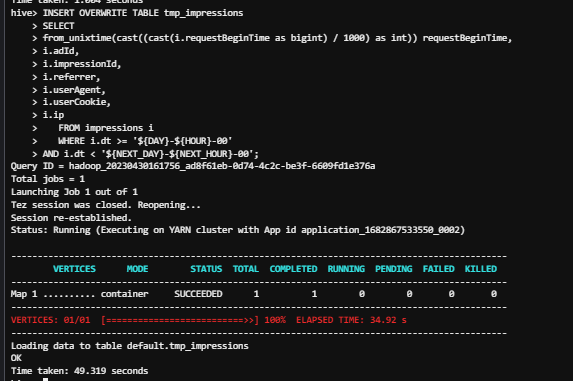 Time taken: 1.004 seconds
hive> INSERT OVERWRITE TABLE tmp_impressions
    > SELECT
    > from_unixtime(cast((cast(i.requestBeginTime as bigint) / 1000) as int)) requestBeginTime,
    > i.adId,
    > i.impressionId,
    > i.referrer,
    > i.userAgent,
    > i.userCookie,
    > i.ip
    >    FROM impressions i
    >    WHERE i.dt >= '${DAY}-${HOUR}-00'
    > AND i.dt < '${NEXT_DAY}-${NEXT_HOUR}-00';
Query ID = hadoop_20230430161756_ad8f61eb-0d74-4c2c-be3f-6609fd1e376a
Total jobs = 1
Launching Job 1 out of 1
Tez session was closed. Reopening...
Session re-established.
Status: Running (Executing on YARN cluster with App id application_1682867533550_0002)
----------------------------------------------------------------------------------------------
        VERTICES      MODE        STATUS  TOTAL  COMPLETED  RUNNING  PENDING  FAILED  KILLED
----------------------------------------------------------------------------------------------
Map 1 .......... container     SUCCEEDED      1          1        0        0       0       0
----------------------------------------------------------------------------------------------
VERTICES: 01/01  [==========================>>] 100%  ELAPSED TIME: 34.92 s
----------------------------------------------------------------------------------------------
Loading data to table default.tmp_impressions
OK
Time taken: 49.319 seconds